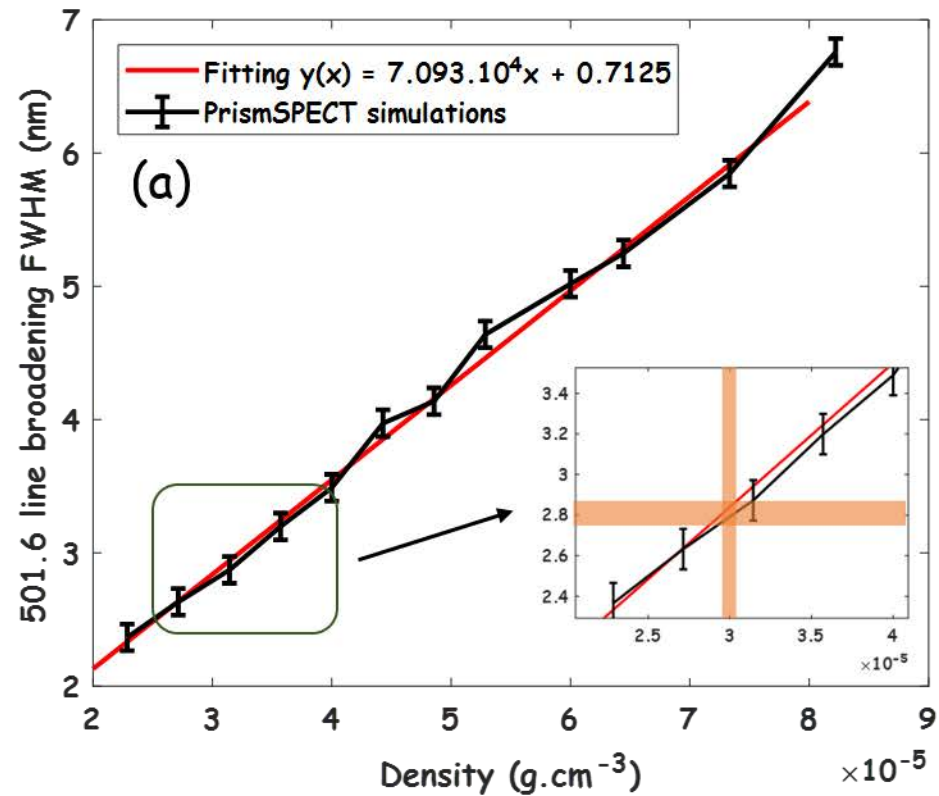 7
6
5
4
3
2
501.6 line broadening FWHM (nm)
Fitting y(x) = 7.093.10⁴x + 0.7125
PrismSPECT simulations
(a)
3.4
3.2
3
2.8
2.6
2.4
2.5 3 3.5 4
×10⁻⁵
2 3 4 5 6 7 8 9
Density (g.cm⁻³)
×10⁻⁵